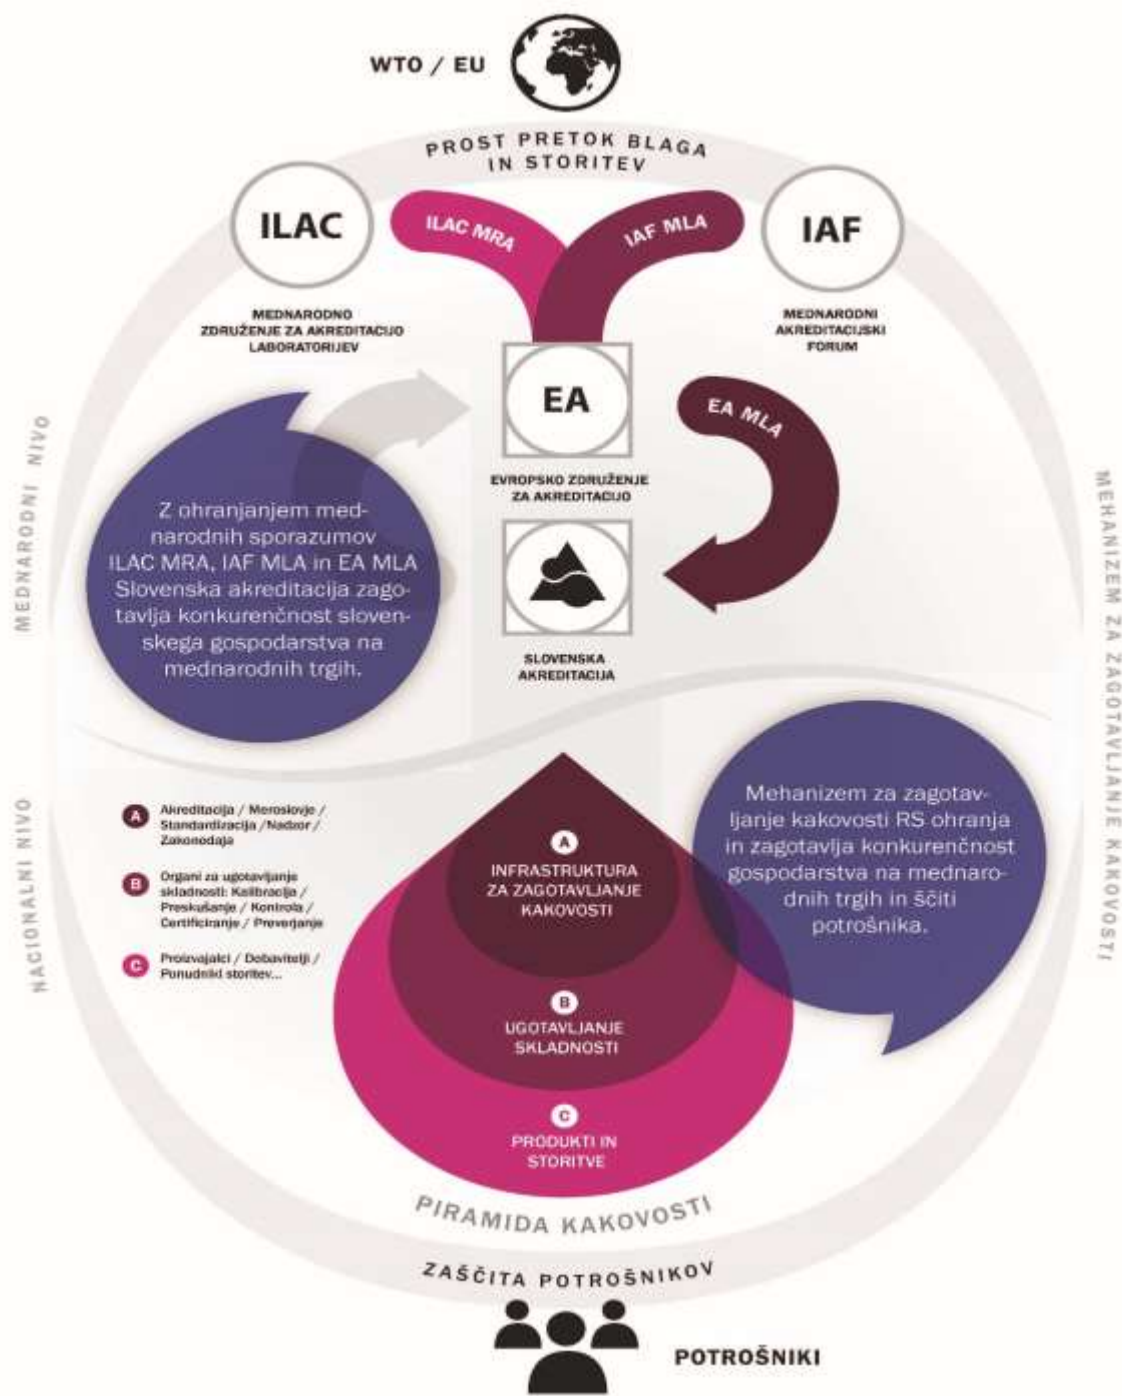 WTO / EU
PROST PRETOK BLAGA
IN STORITEV
ILAC
ILAC MRA
IAF MLA
IAF
MEDNARODNO
ZDRUŽENJE ZA AKREDITACIJO
LABORATORIJEV
MEDNARODNI
AKREDITACIJSKI
FORUM
EA
EA MLA
EVROPSKO ZDRUŽENJE
ZA AKREDITACIJO
MEDNARODNI NIVO
Z ohranjanjem med-
narodnih sporazumov
ILAC MRA, IAF MLA in EA MLA
Slovenska akreditacija zago-
tavlja konkurenčnost sloven-
skega gospodarstva na
mednarodnih trgih.
SLOVENSKA
AKREDITACIJA
MEHANIZEM ZA ZAGOTAVLJANJE KAKOVOSTI
NACIONALNI NIVO
A
Akreditacija / Meroslovje /
Standardizacija /Nadzor /
Zakonodaja
B
Organi za ugotavljanje
skladnosti: Kalibracija /
Preskušanje / Kontrola /
Certificiranje / Preverjanje
C
Proizvajalci / Dobavitelji /
Ponudniki storitev...
A
INFRASTRUKTURA
ZA ZAGOTAVLJANJE
KAKOVOSTI
B
UGOTAVLJANJE
SKLADNOSTI
C
PRODUKTI IN
STORITVE
Mehanizem za zagotav-
ljanje kakovosti RS ohranja
in zagotavlja konkurenčnost
gospodarstva na mednaro-
dnih trgih in ščiti
potrošnika.
PIRAMIDA KAKOVOSTI
ZAŠČITA POTROŠNIKOV
POTROŠNIKI